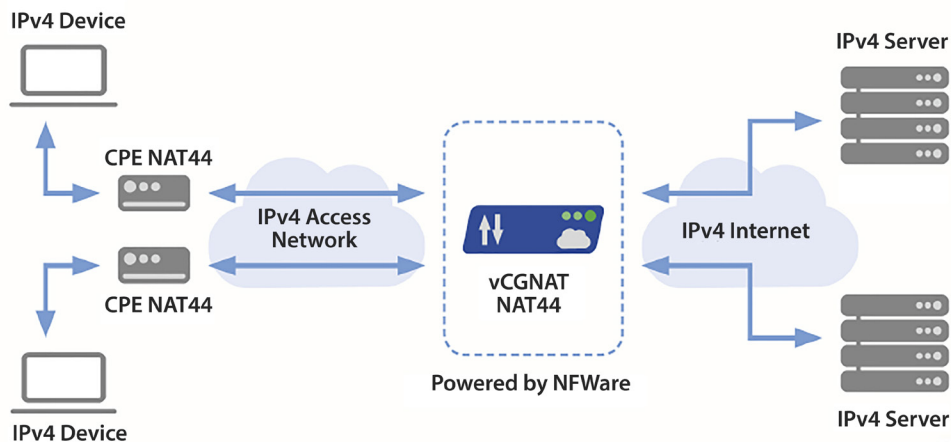 IPv4 Device
IPv4 Server
CPE NAT44
IPv4 Access
Network
IPv4 Internet
vCGNAT
NAT44
CPE NAT44
Powered by NFWare
IPv4 Device
IPv4 Server